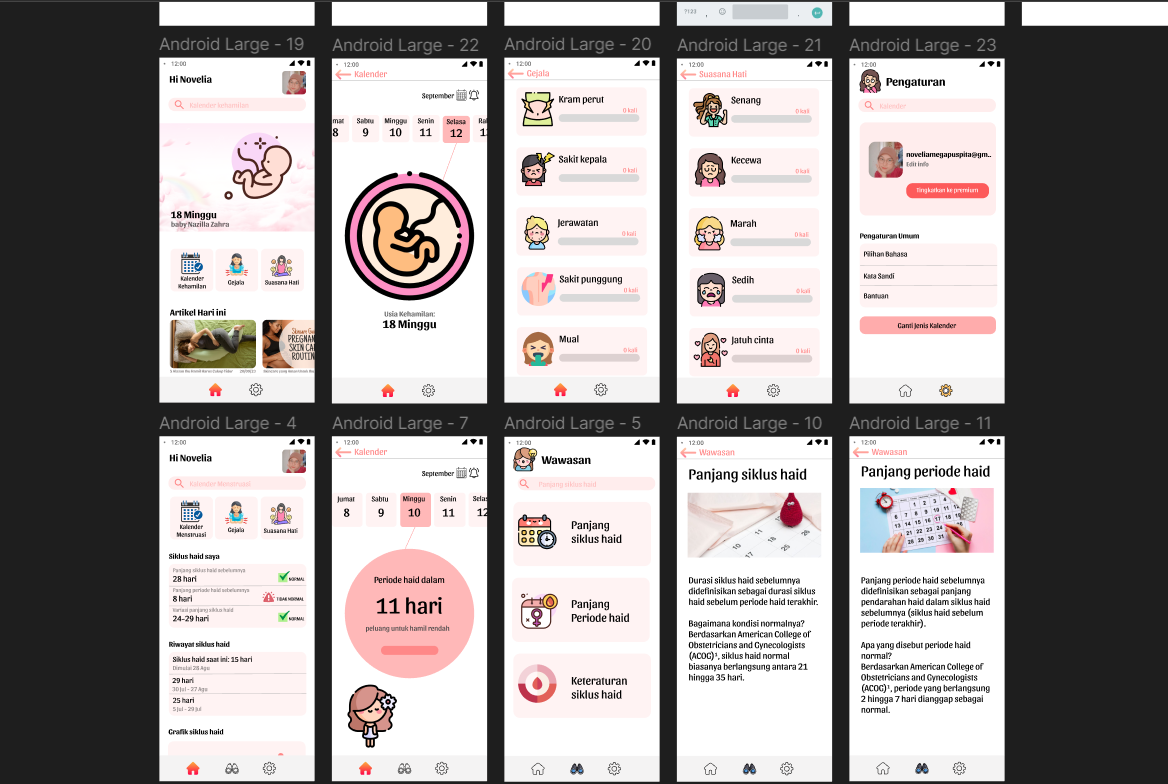 ?123
Android Large - 19
12:00
Hi Novelia
Kalender kehamilan
18 Minggu
baby Nazilla Zahra
Kalender
Kehamilan
Gejala
Suasana Hati
Artikel Hari ini
PREGNAN
SKIN CA
ROUTIN
Android Large - 22
12:00
Kalender
September
mat
8
Sabtu
9
Minggu
10
Senin
11
Selasa
12
Usia Kehamilan:
18 Minggu
Android Large - 20
12:00
Gejala
Kram perut
0 kali
Sakit kepala
0 kali
Jerawatan
0 kali
Sakit punggung
0 kali
Mual
0 kali
Android Large - 21
12:00
Suasana Hati
Senang
0 kali
Kecewa
0 kali
Marah
0 kali
Sedih
0 kali
Jatuh cinta
0 kali
Android Large - 23
12:00
Pengaturan
Kalender
noveliamegapuspita@gm..
Edit Info
Tingkatkan ke premium
Pengaturan Umum
Pilihan Bahasa
Kata Sandi
Bantuan
Ganti Jenis Kalender
Android Large - 4
12:00
Hi Novelia
Kalender Menstruasi
Kalender
Menstruasi
Gejala
Suasana Hati
Siklus haid saya
Panjang siklus haid sebelumnya
28 hari
NORMAL
Panjang periode haid sebelumnya
8 hari
TIDAK NORMAL
Variasi panjang siklus haid
24-29 hari
NORMAL
Riwayat siklus haid
Siklus haid saat ini: 15 hari
Dimulai 28 Agu
29 hari
30 Jul - 27 Agu
25 hari
5 Jul - 29 Jul
Grafik siklus haid
Android Large - 7
12:00
Kalender
September
Jumat
8
Sabtu
9
Minggu
10
Senin
11
Selas
12
Periode haid dalam
11 hari
peluang untuk hamil rendah
Android Large - 5
12:00
Wawasan
Panjang siklus haid
Panjang
siklus haid
Panjang
Periode haid
Keteraturan
siklus haid
Android Large - 10
12:00
Wawasan
Panjang siklus haid
Durasi siklus haid sebelumnya
didefinisikan sebagai durasi siklus
haid sebelum periode haid terakhir.
Bagaimana kondisi normalnya?
Berdasarkan American College of
Obstetricians and Gynecologists
(ACOG)¹, siklus haid normal
biasanya berlangsung antara 21
hingga 35 hari.
Android Large - 11
12:00
Wawasan
Panjang periode haid
Panjang periode haid sebelumnya
didefinisikan sebagai panjang
pendarahan haid dalam siklus haid
sebelumnya (siklus haid sebelum
periode terakhir).
Apa yang disebut periode haid
normal?
Berdasarkan American College of
Obstetricians and Gynecologists
(ACOG)¹, periode yang berlangsung
2 hingga 7 hari dianggap sebagai
normal.